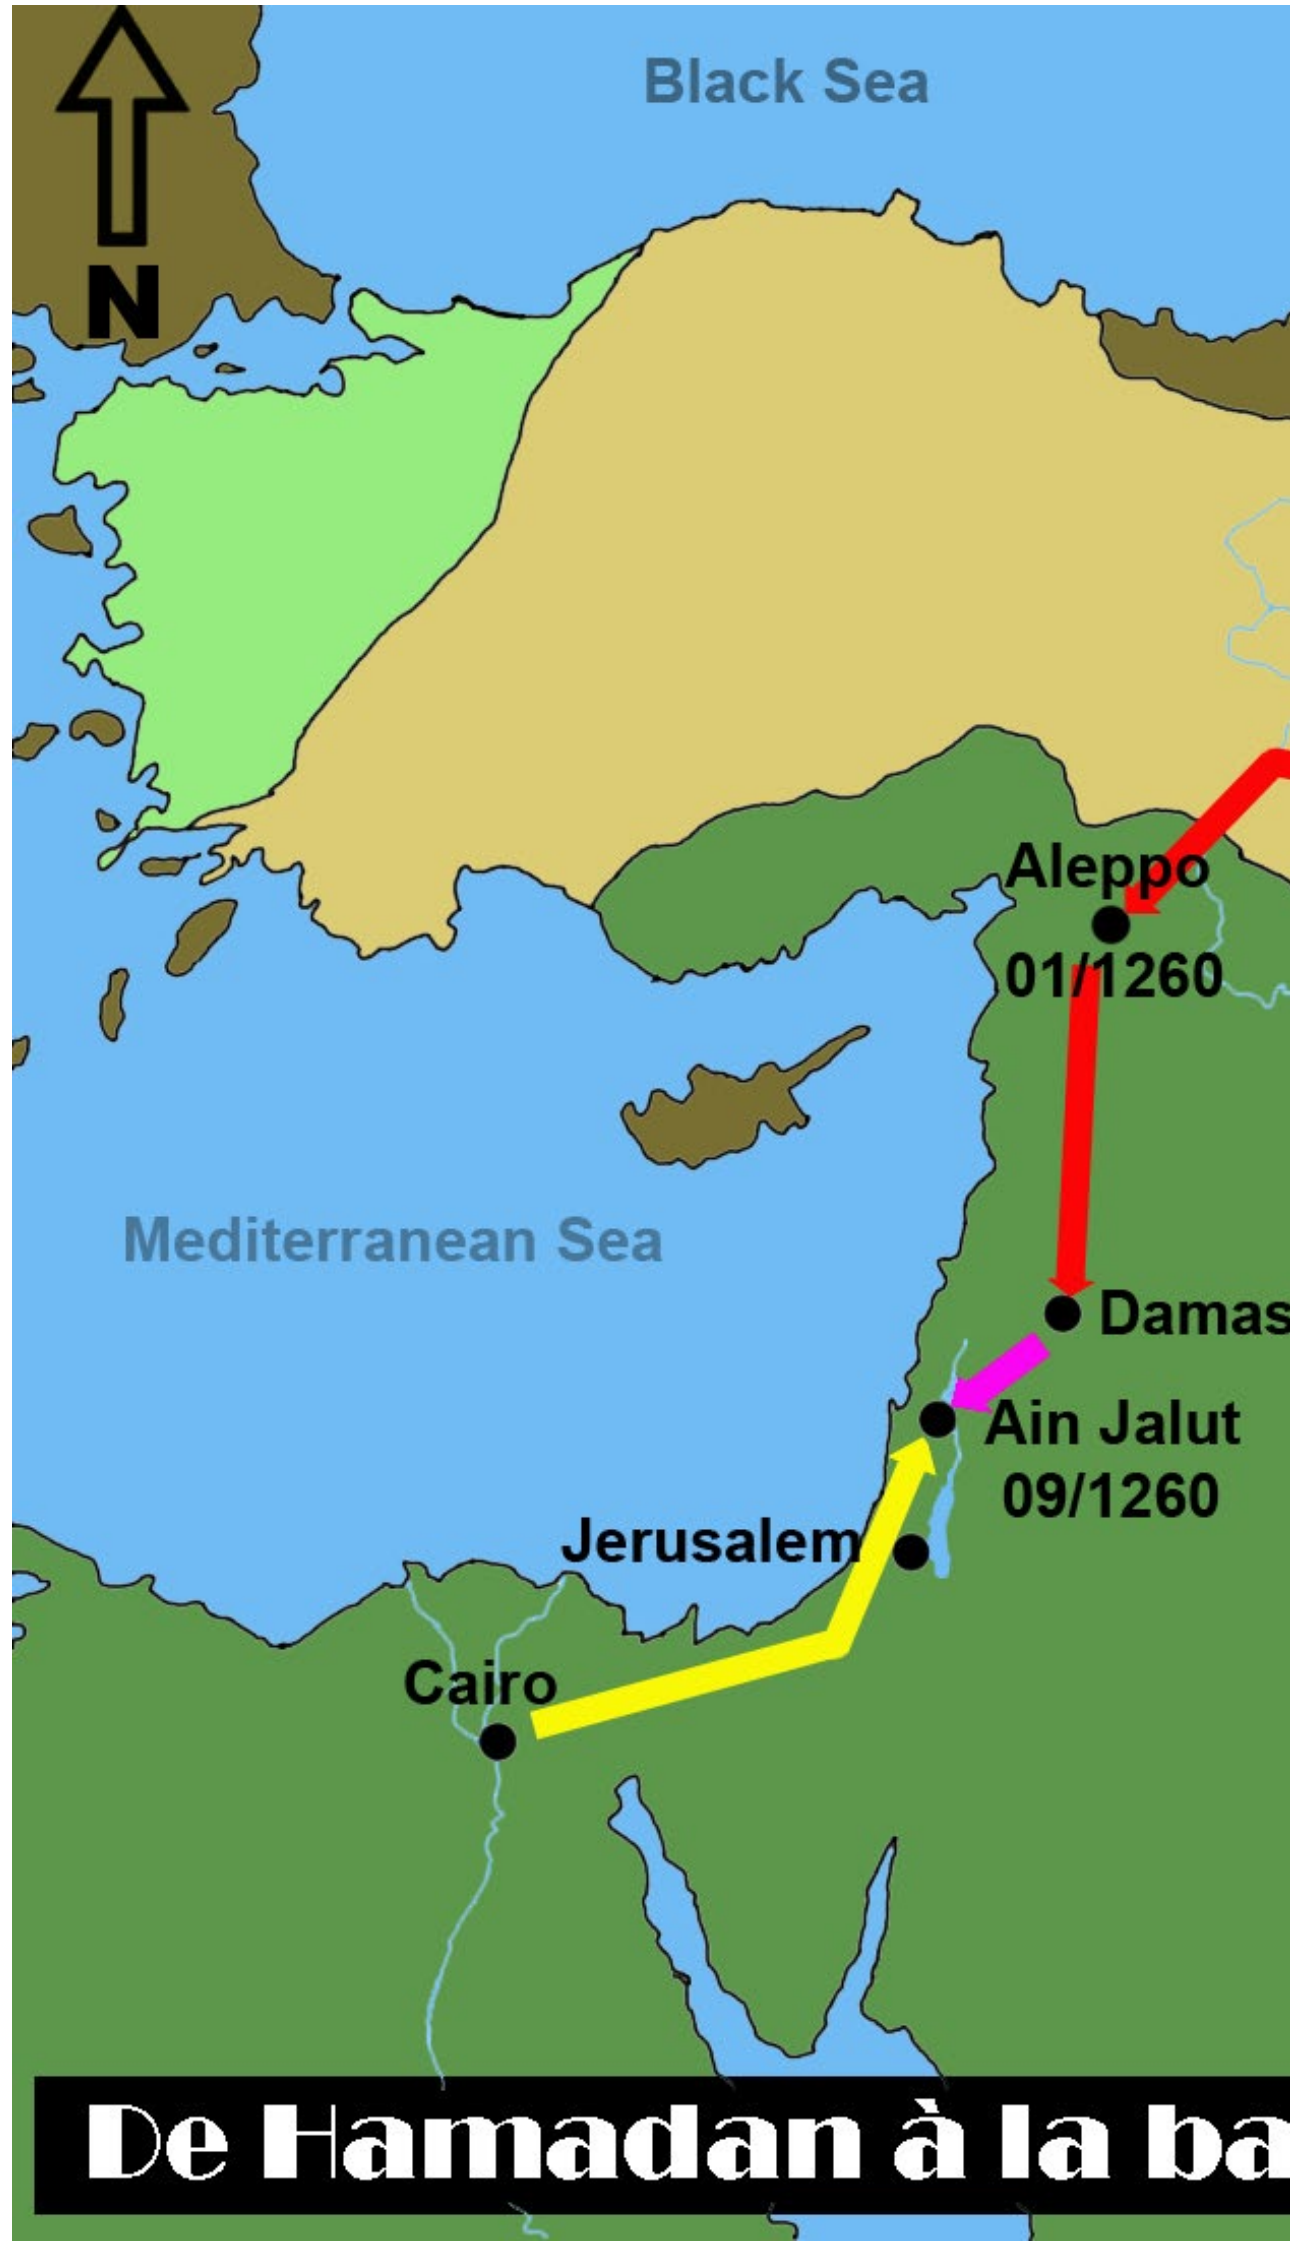 Black Sea
N
Aleppo
01/1260
Mediterranean Sea
Damas
Ain Jalut
09/1260
Jerusalem
Cairo
De Hamadan à la ba